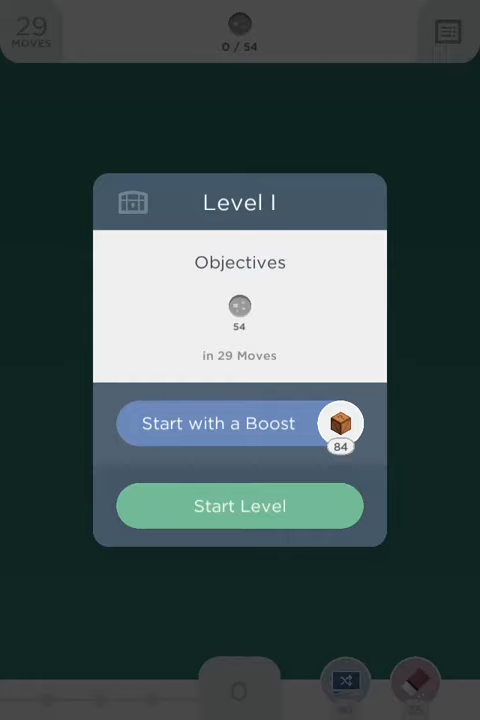 29
MOVES
0 / 54
Level I
Objectives
54
in 29 Moves
Start with a Boost
84
Start Level
0